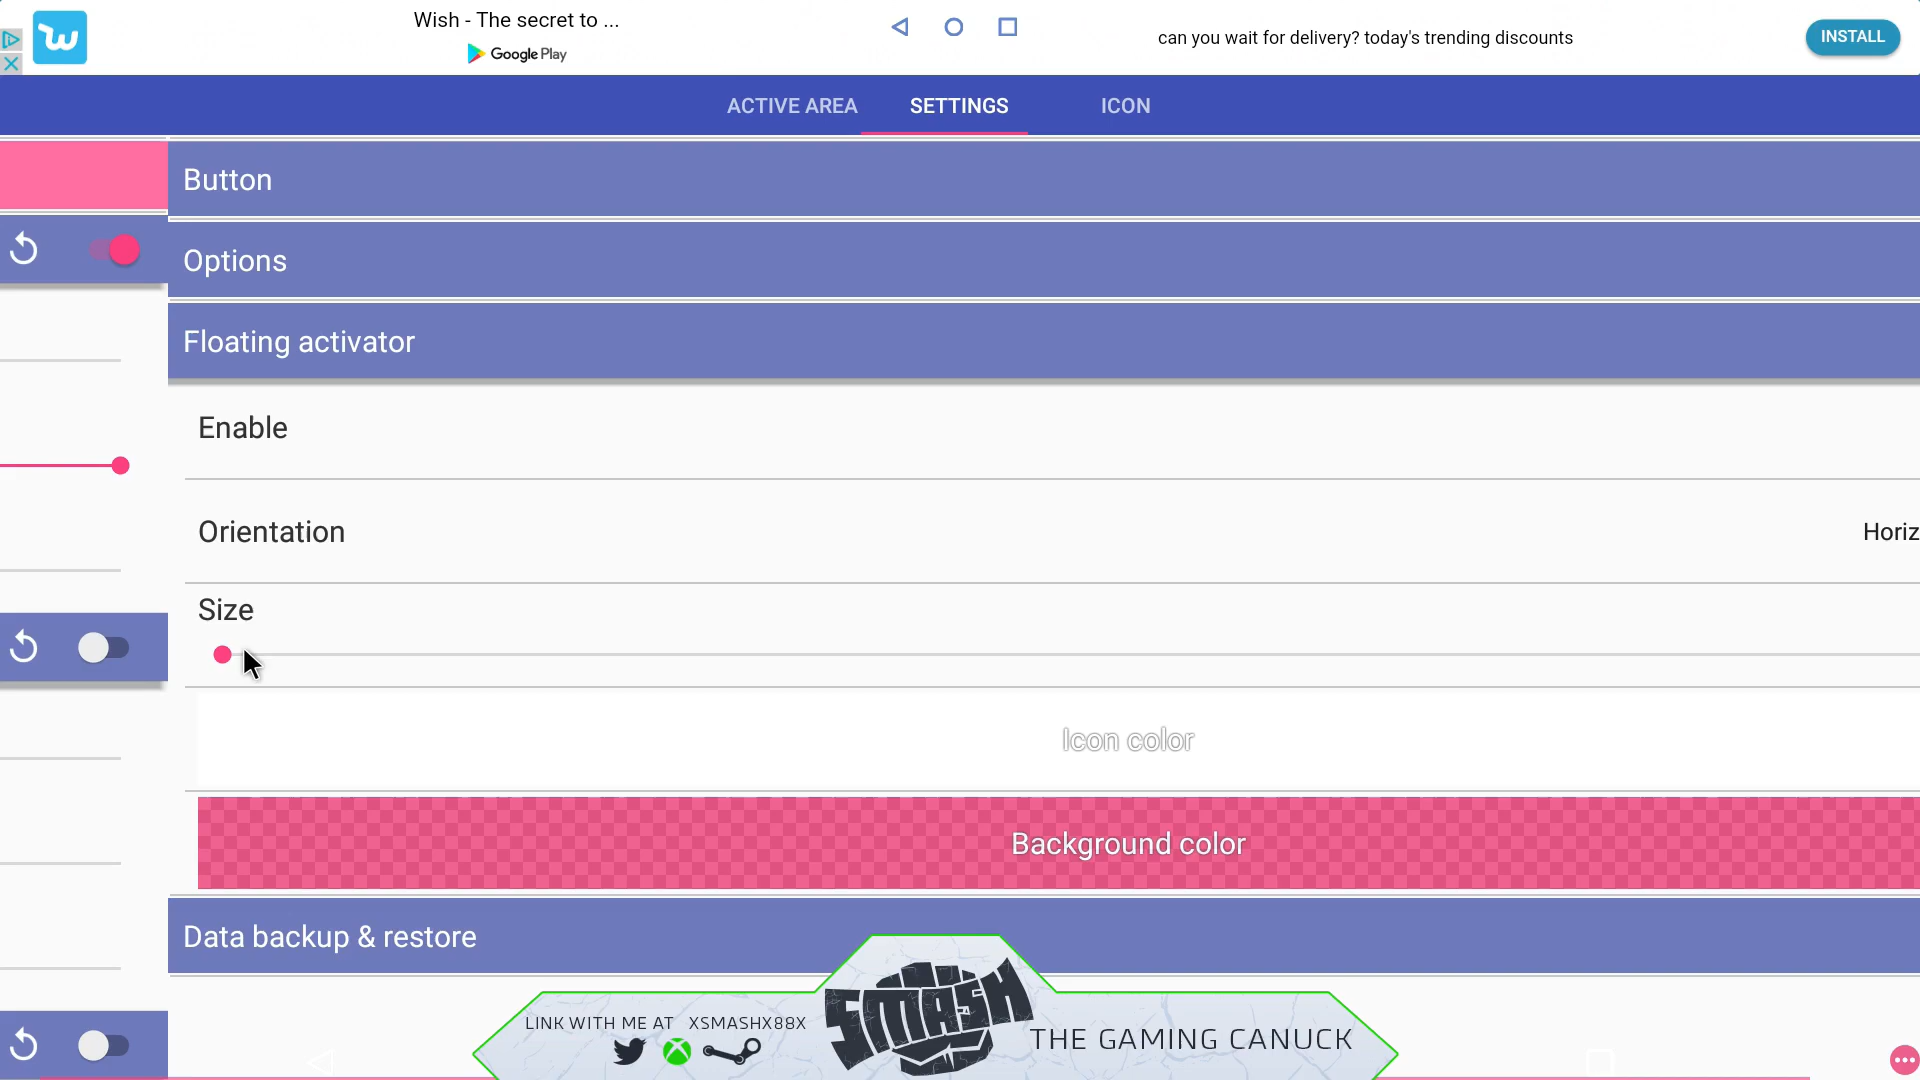 Wish - The secret to ...
Google Play
can you wait for delivery? today's trending discounts
INSTALL
ACTIVE AREA
SETTINGS
ICON
Button
Options
Floating activator
Enable
Orientation
Horiz
Size
Icon color
Background color
Data backup & restore
LINK WITH ME AT XSMASHX88X
SMASH
THE GAMING CANUCK